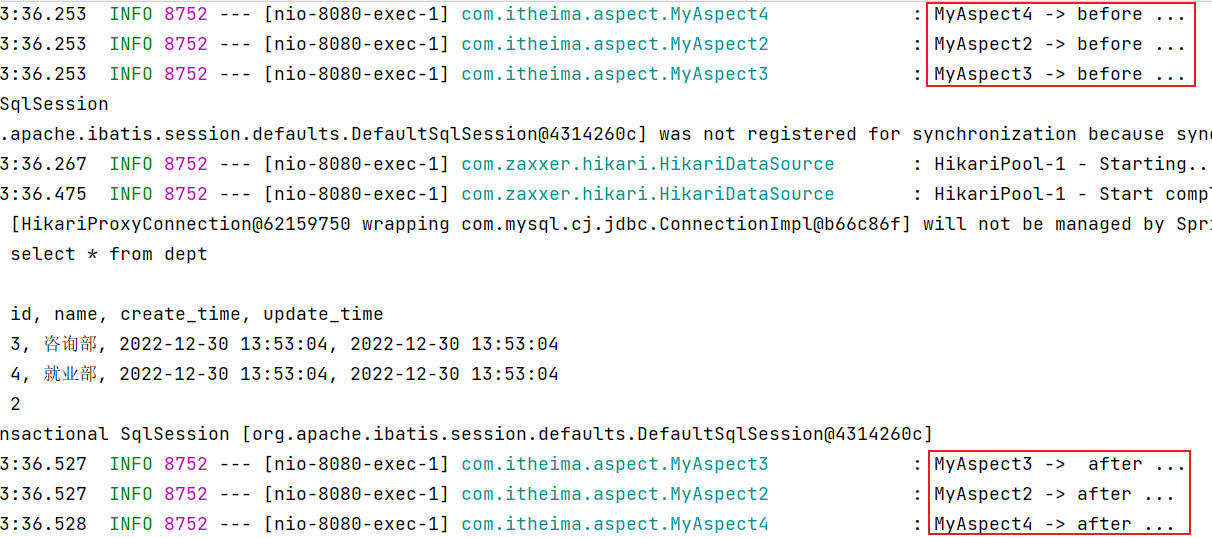 3:36.253  INFO 8752 --- [nio-8080-exec-1] com.itheima.aspect.MyAspect4             : MyAspect4 -> before ...
3:36.253  INFO 8752 --- [nio-8080-exec-1] com.itheima.aspect.MyAspect2             : MyAspect2 -> before ...
3:36.253  INFO 8752 --- [nio-8080-exec-1] com.itheima.aspect.MyAspect3             : MyAspect3 -> before ...
SqlSession
.apache.ibatis.session.defaults.DefaultSqlSession@4314260c] was not registered for synchronization because syn
3:36.267  INFO 8752 --- [nio-8080-exec-1] com.zaxxer.hikari.HikariDataSource       : HikariPool-1 - Starting..
3:36.475  INFO 8752 --- [nio-8080-exec-1] com.zaxxer.hikari.HikariDataSource       : HikariPool-1 - Start compl
[HikariProxyConnection@62159750 wrapping com.mysql.cj.jdbc.ConnectionImpl@b66c86f] will not be managed by Spri
select * from dept
id, name, create_time, update_time
3, 咨询部, 2022-12-30 13:53:04, 2022-12-30 13:53:04
4, 就业部, 2022-12-30 13:53:04, 2022-12-30 13:53:04
2
nsactional SqlSession [org.apache.ibatis.session.defaults.DefaultSqlSession@4314260c]
3:36.527  INFO 8752 --- [nio-8080-exec-1] com.itheima.aspect.MyAspect3             : MyAspect3 ->  after ...
3:36.527  INFO 8752 --- [nio-8080-exec-1] com.itheima.aspect.MyAspect2             : MyAspect2 -> after ...
3:36.528  INFO 8752 --- [nio-8080-exec-1] com.itheima.aspect.MyAspect4             : MyAspect4 -> after ...